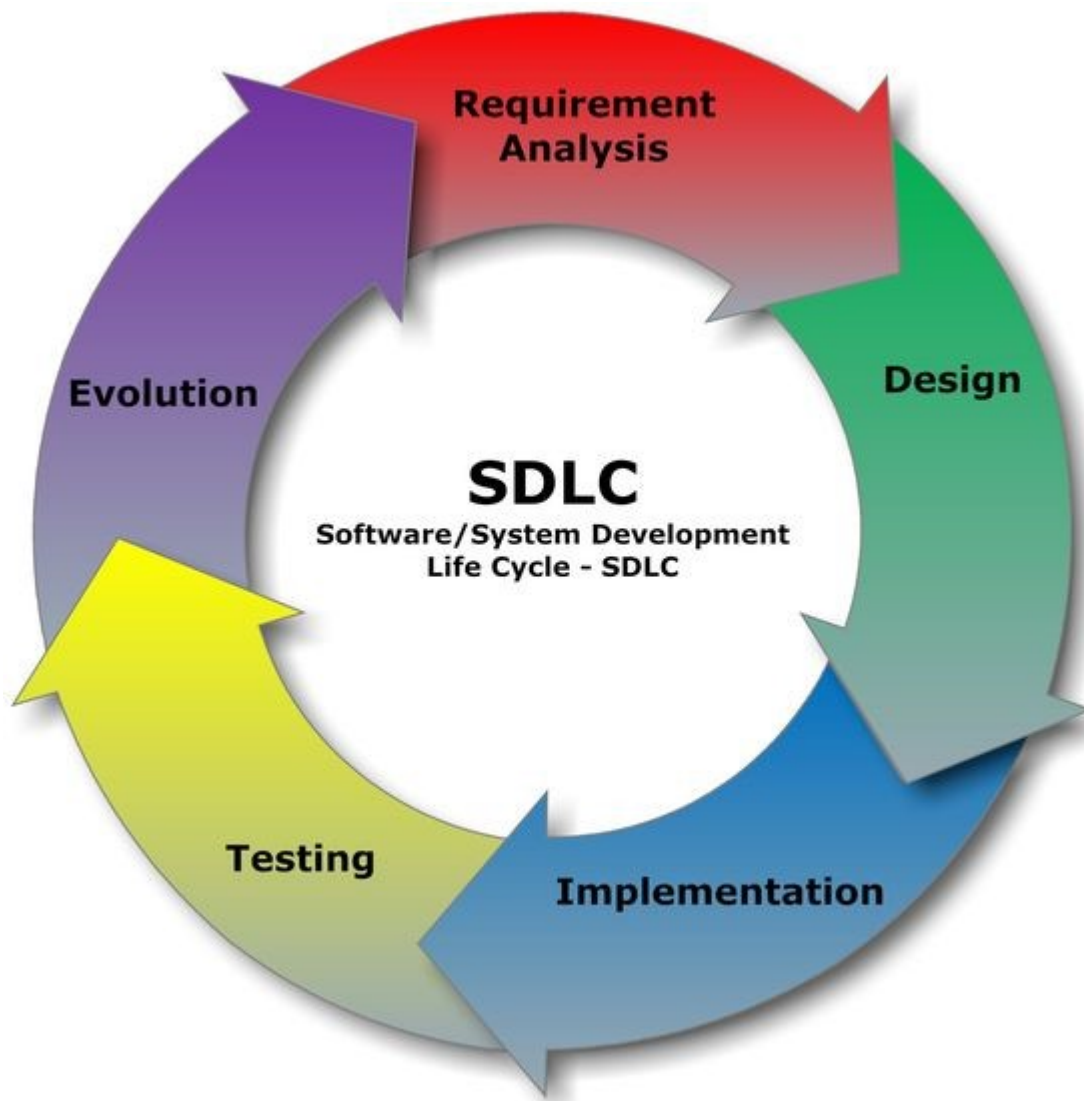 Requirement
Analysis
Design
Evolution
SDLC
Software/System Development
Life Cycle - SDLC
Testing
Implementation